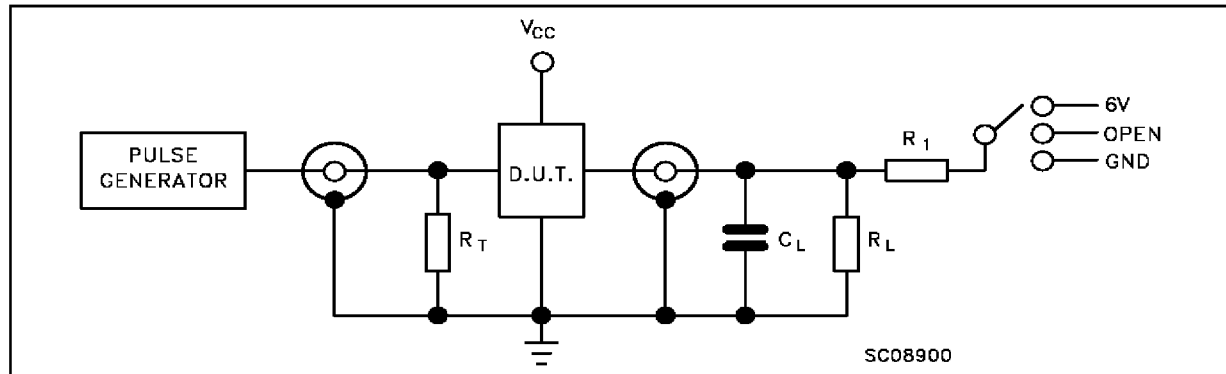 VCC
6V
OPEN
GND
R1
PULSE
GENERATOR
D.U.T.
RT
CL
RL
SC08900